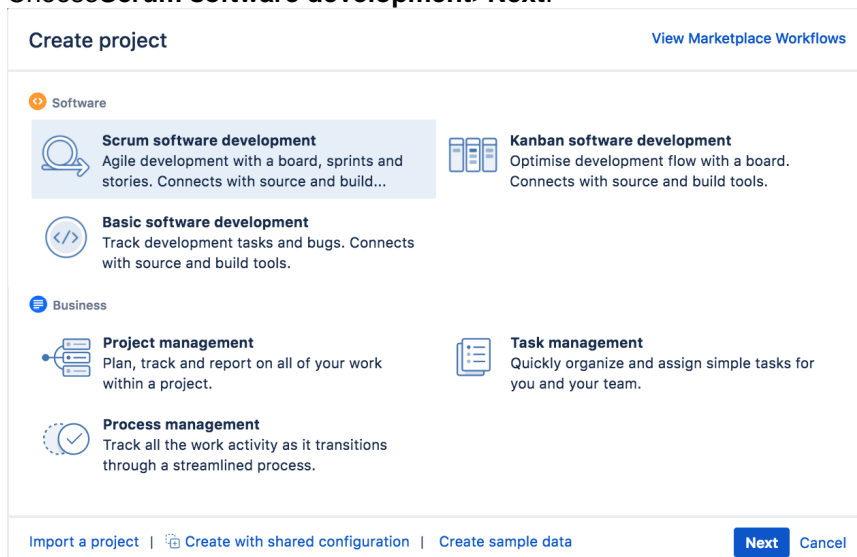 Choose Scrum software development > Next.
Create project
View Marketplace Workflows
Software
Scrum software development
Agile development with a board, sprints and
stories. Connects with source and build...
Kanban software development
Optimise development flow with a board.
Connects with source and build tools.
Basic software development
Track development tasks and bugs. Connects
with source and build tools.
Business
Project management
Plan, track and report on all of your work
within a project.
Task management
Quickly organize and assign simple tasks for
you and your team.
Process management
Track all the work activity as it transitions
through a streamlined process.
Import a project | Create with shared configuration | Create sample data
Next Cancel